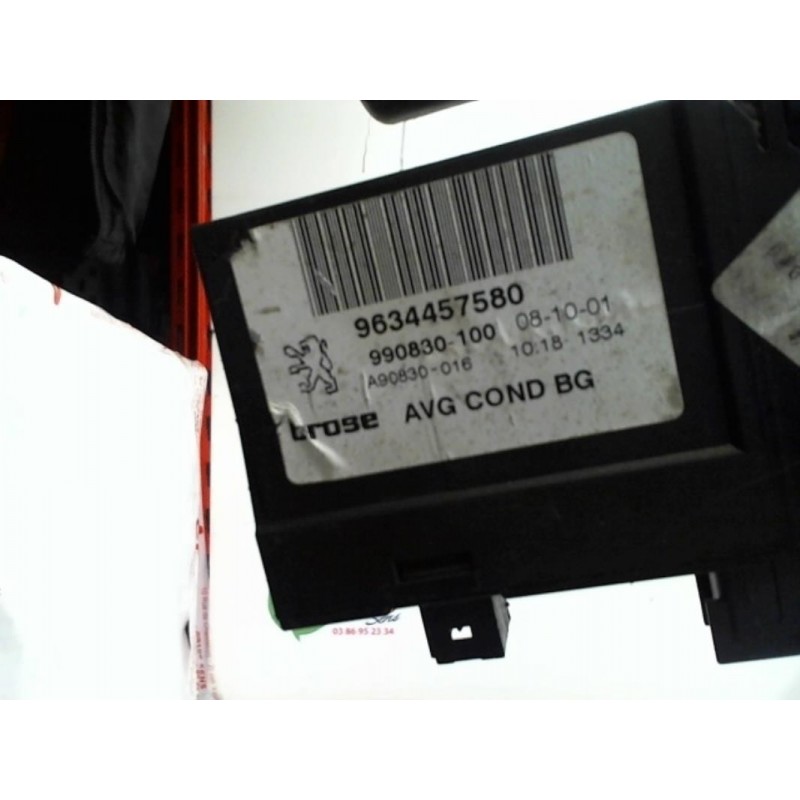 9634457580
990830-100 08-10-01
A90830-016 10:18 1334
brose AVG COND BG
Sens
03 86 95 23 34